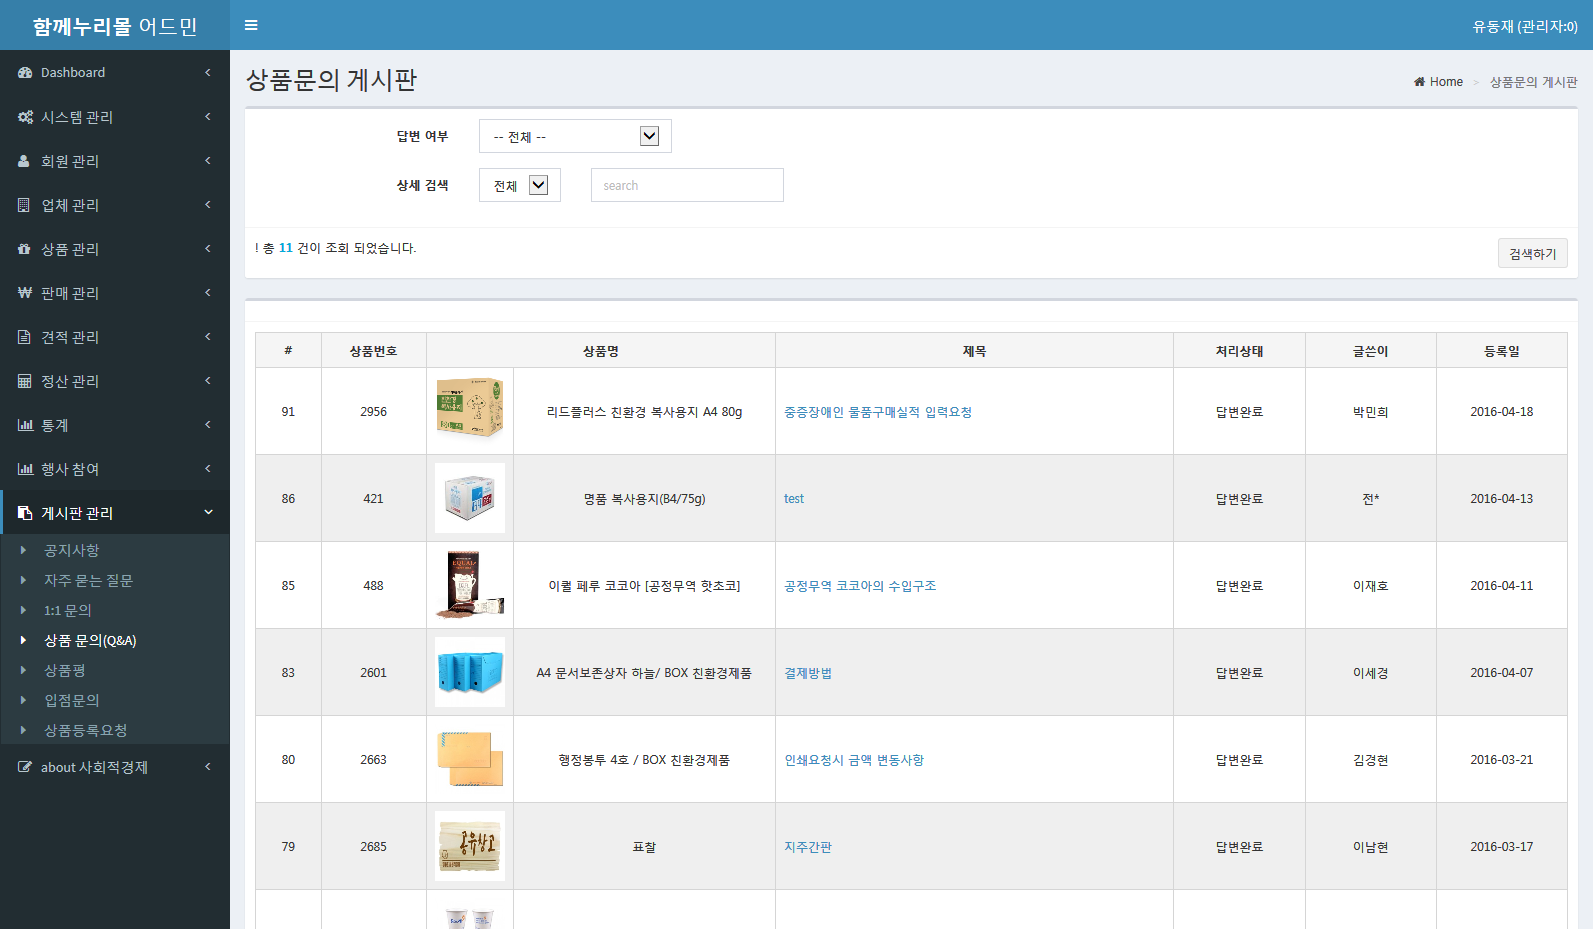 함께누리몰 어드민
유동재 (관리자:0)
Dashboard
시스템 관리
회원 관리
업체 관리
상품 관리
판매 관리
견적 관리
정산 관리
통계
행사 참여
게시판 관리
공지사항
자주 묻는 질문
1:1 문의
상품 문의(Q&A)
상품평
입점문의
상품등록요청
about 사회적경제
상품문의 게시판
Home > 상품문의 게시판
답변 여부 -- 전체 --
상세 검색 전체 search
! 총 11 건이 조회 되었습니다.
검색하기
# 상품번호 상품명 제목 처리상태 글쓴이 등록일
91 2956 리드플러스 친환경 복사용지 A4 80g 중증장애인 물품구매실적 입력요청 답변완료 박민희 2016-04-18
86 421 명품 복사용지(B4/75g) test 답변완료 전* 2016-04-13
85 488 이퀄 페루 코코아 [공정무역 핫초코] 공정무역 코코아의 수입구조 답변완료 이재호 2016-04-11
EQUAL
83 2601 A4 문서보존상자 하늘/ BOX 친환경제품 결제방법 답변완료 이세경 2016-04-07
80 2663 행정봉투 4호 / BOX 친환경제품 인쇄요청시 금액 변동사항 답변완료 김경현 2016-03-21
79 2685 표찰 지주간판 답변완료 이남현 2016-03-17
공유창고